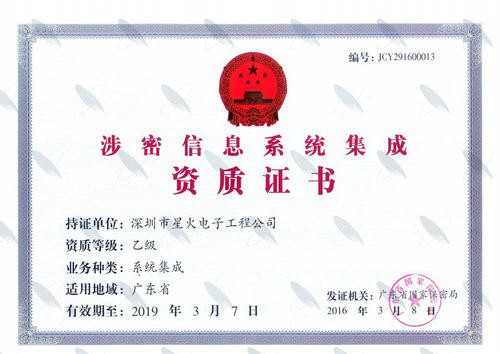 编号: JCY291600013
涉密信息系统集成
资质证书
持证单位: 深圳市星火电子工程公司
资质等级: 乙级
业务种类: 系统集成
适用地域: 广东省
有效期至: 2019 年 3 月 7 日
发证机关: 广东省国家保密局
2016 年 3 月 8 日